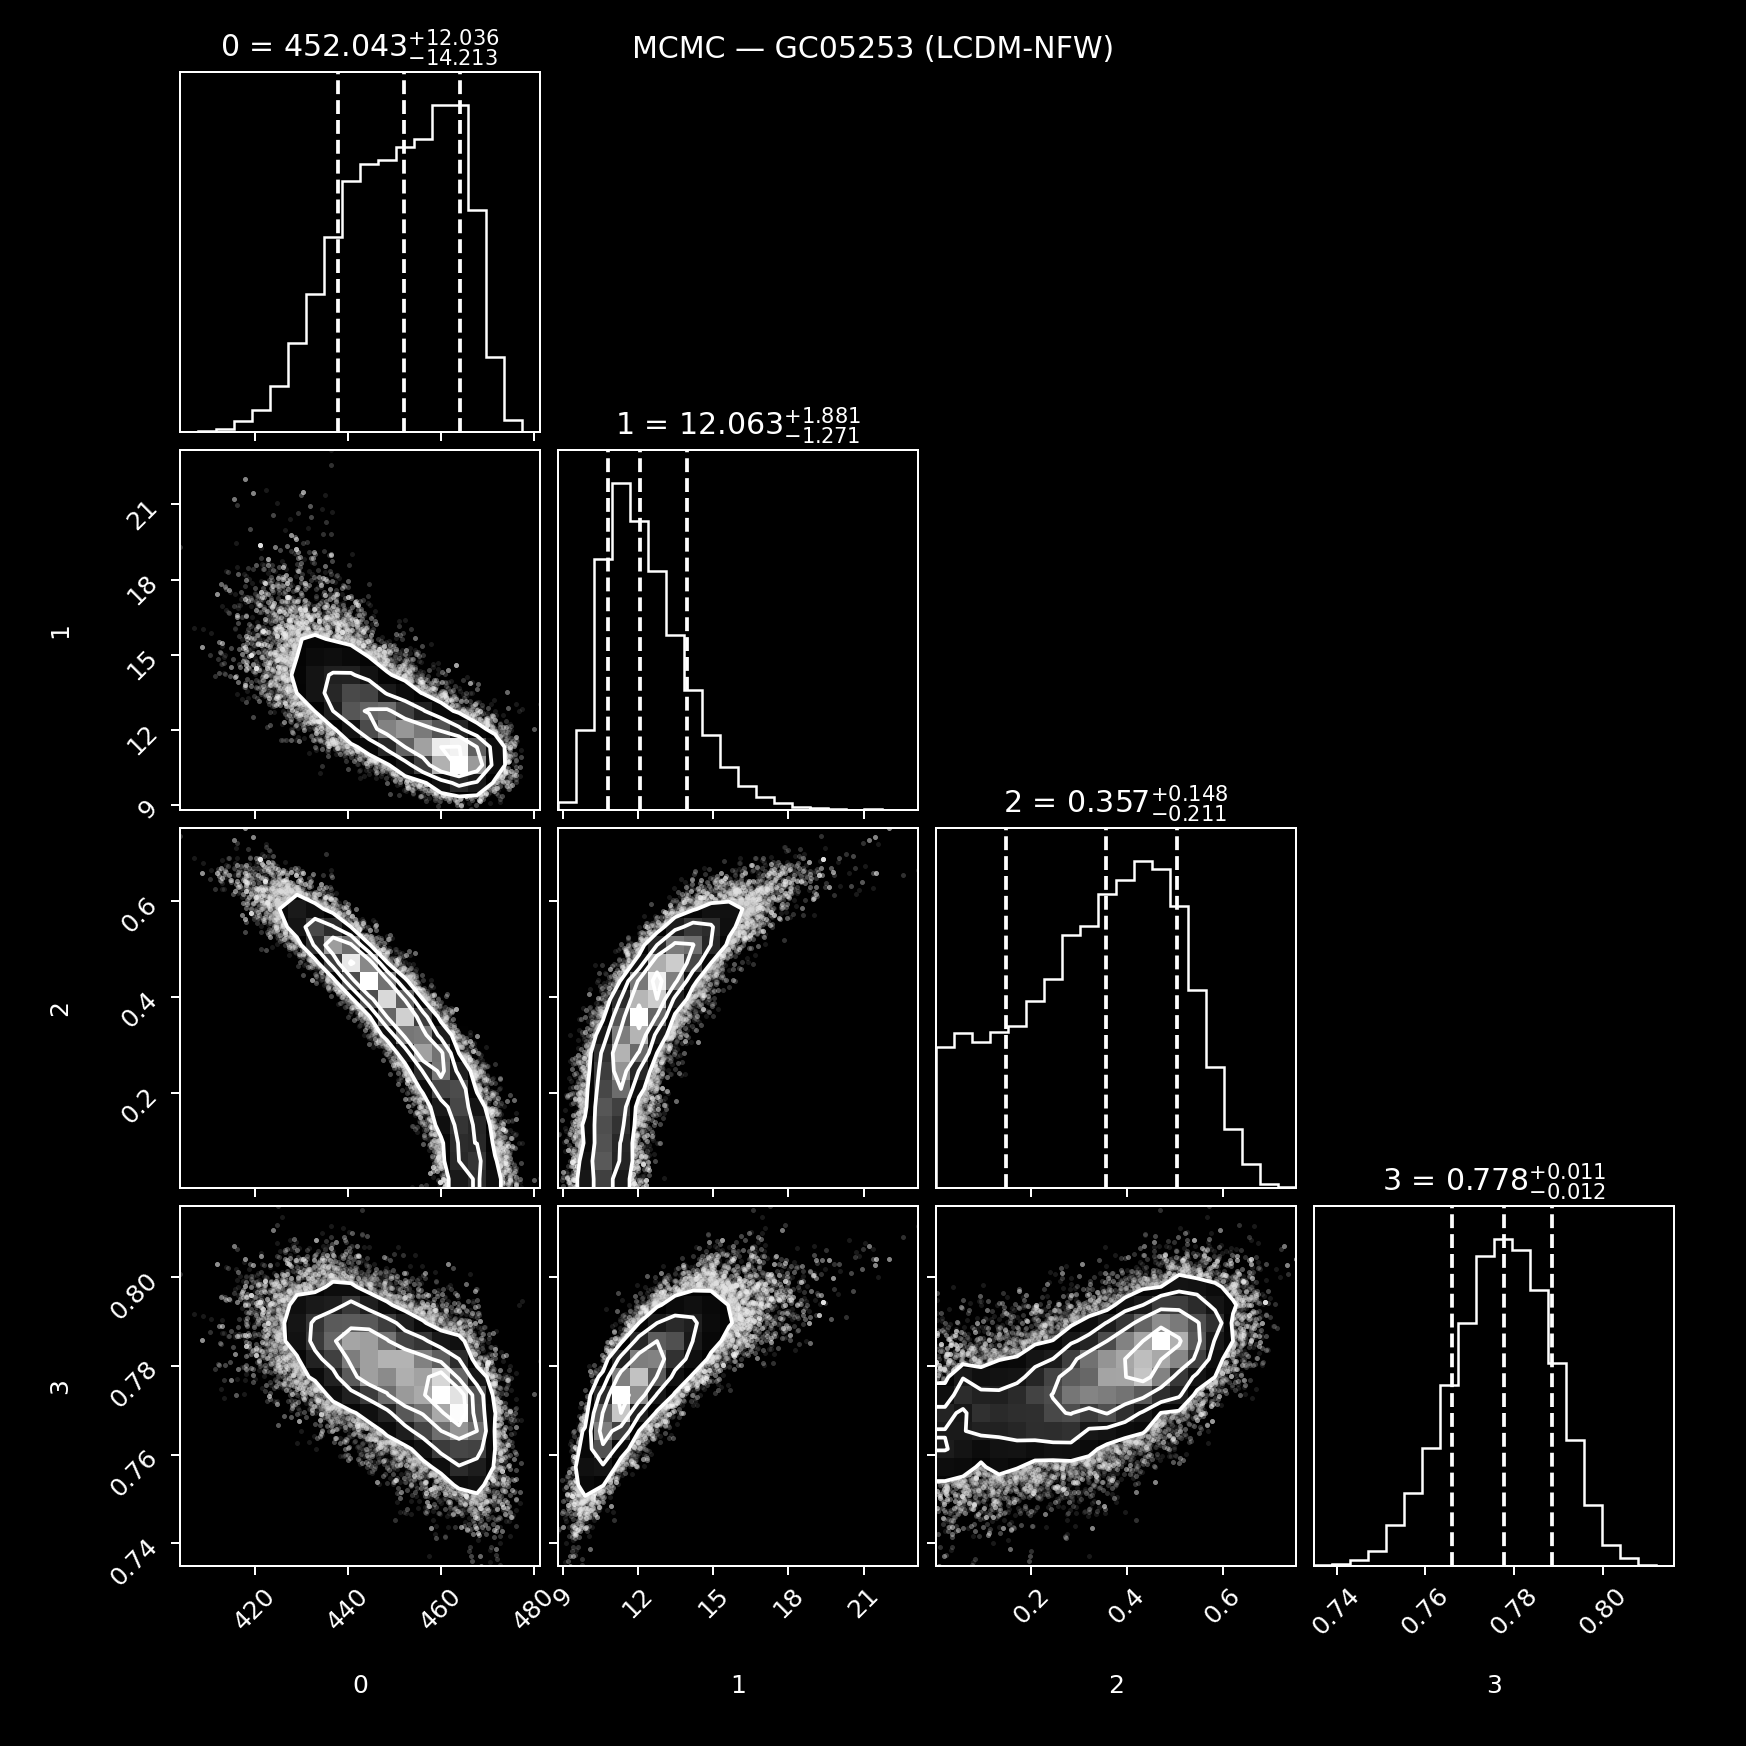 MCMC — GC05253 (LCDM-NFW)
0 = 452.043+12.036−14.213
1 = 12.063+1.881−1.271
21
18
15
12
9
1
2 = 0.357+0.148−0.211
0.6
0.4
0.2
2
3 = 0.778+0.011−0.012
0.80
0.78
0.76
0.74
3
420 440 460 480 9 12 15 18 21 0.2 0.4 0.6 0.74 0.76 0.78 0.80
0 1 2 3